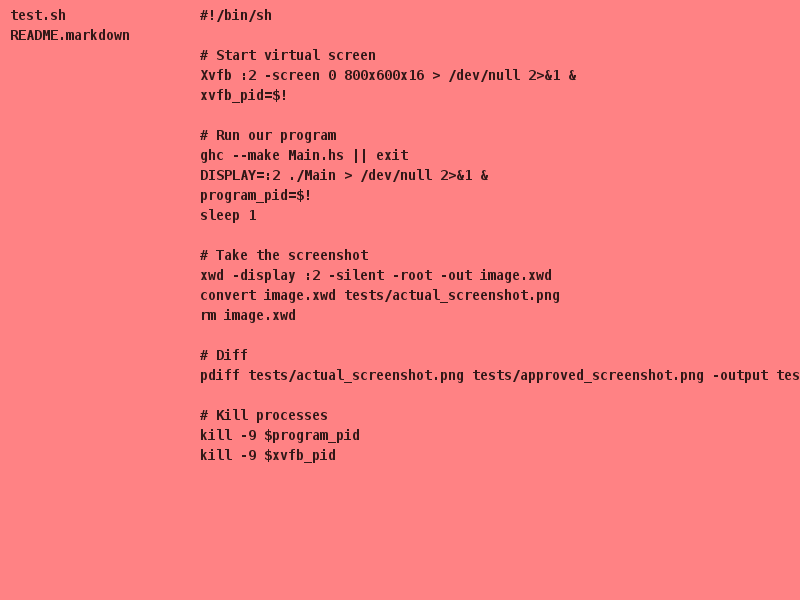 test.sh
README.markdown
#!/bin/sh
# Start virtual screen
Xvfb :2 -screen 0 800x600x16 > /dev/null 2>&1 &
xvfb_pid=$!
# Run our program
ghc --make Main.hs || exit
DISPLAY=:2 ./Main > /dev/null 2>&1 &
program_pid=$!
sleep 1
# Take the screenshot
xwd -display :2 -silent -root -out image.xwd
convert image.xwd tests/actual_screenshot.png
rm image.xwd
# Diff
pdiff tests/actual_screenshot.png tests/approved_screenshot.png -output tes
# Kill processes
kill -9 $program_pid
kill -9 $xvfb_pid